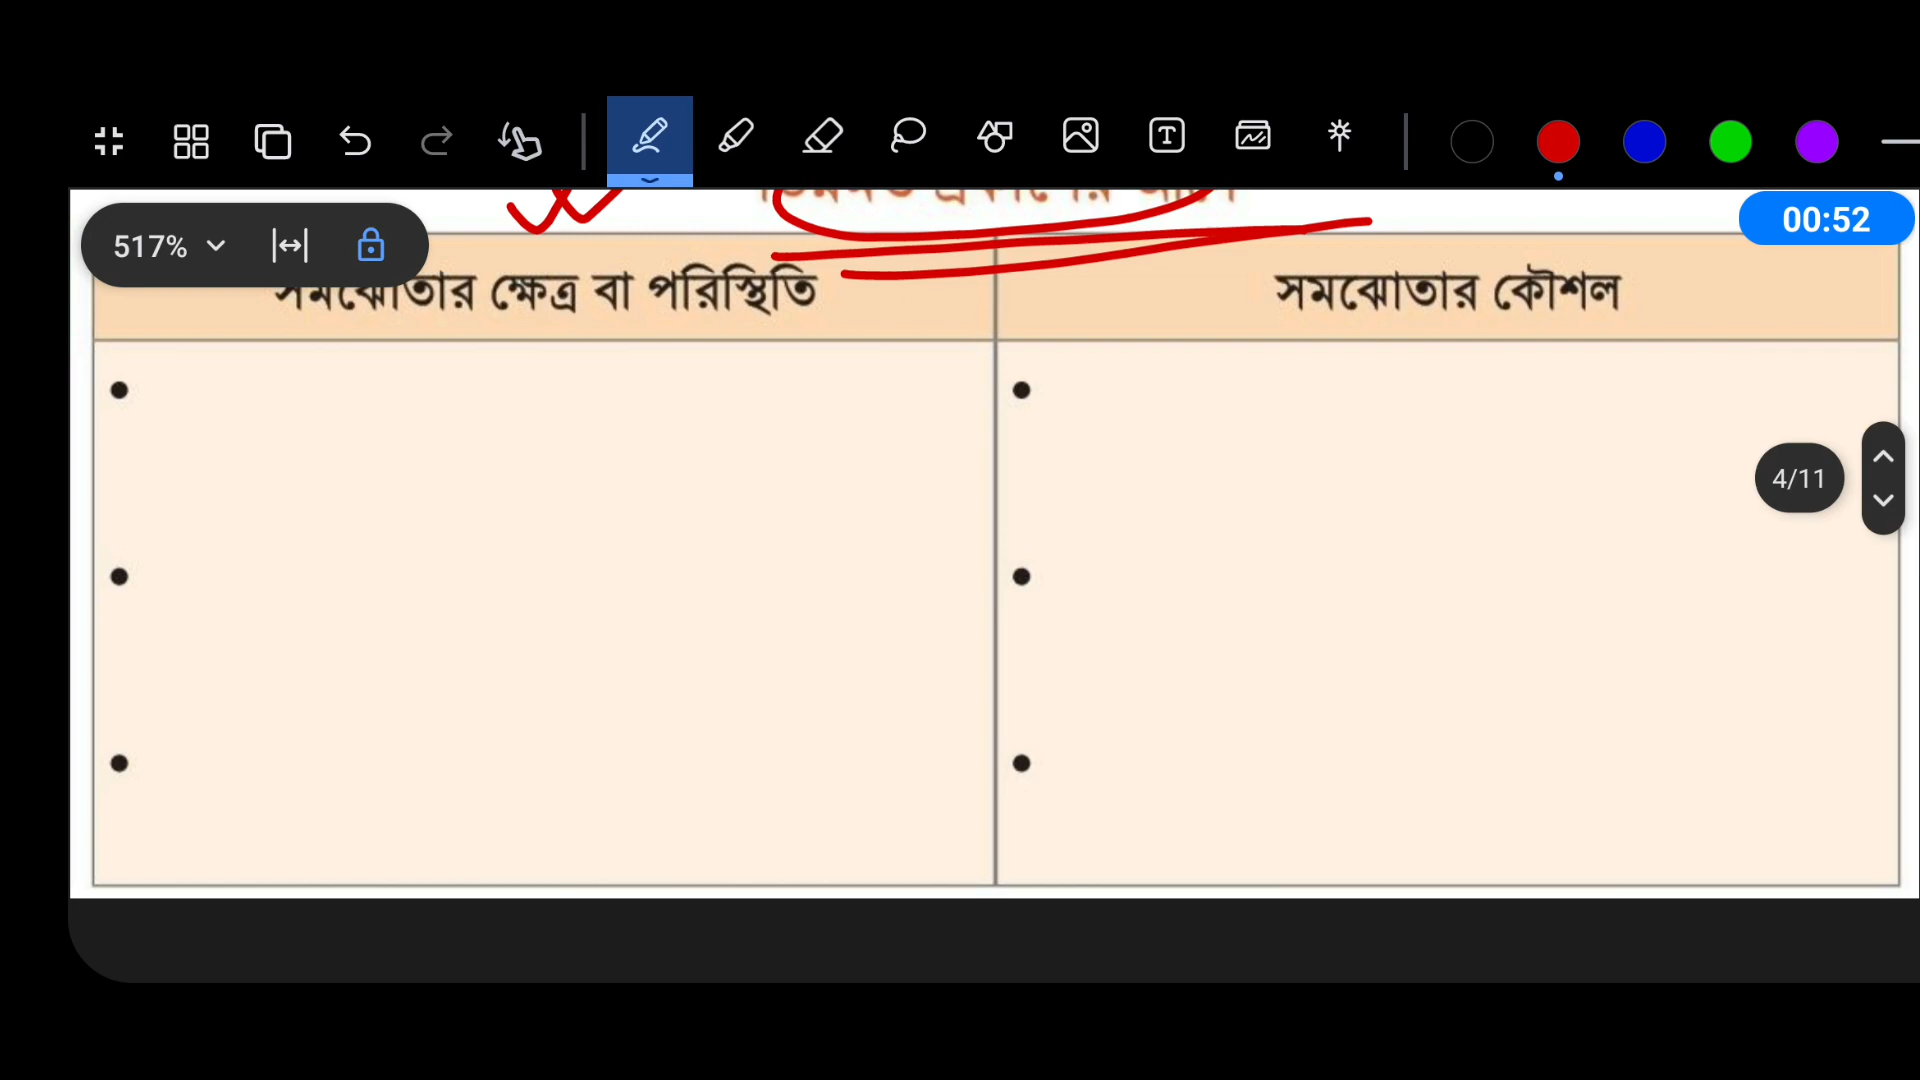 517%
00:52
সমঝোতার ক্ষেত্র বা পরিস্থিতি
সমঝোতার কৌশল
4/11